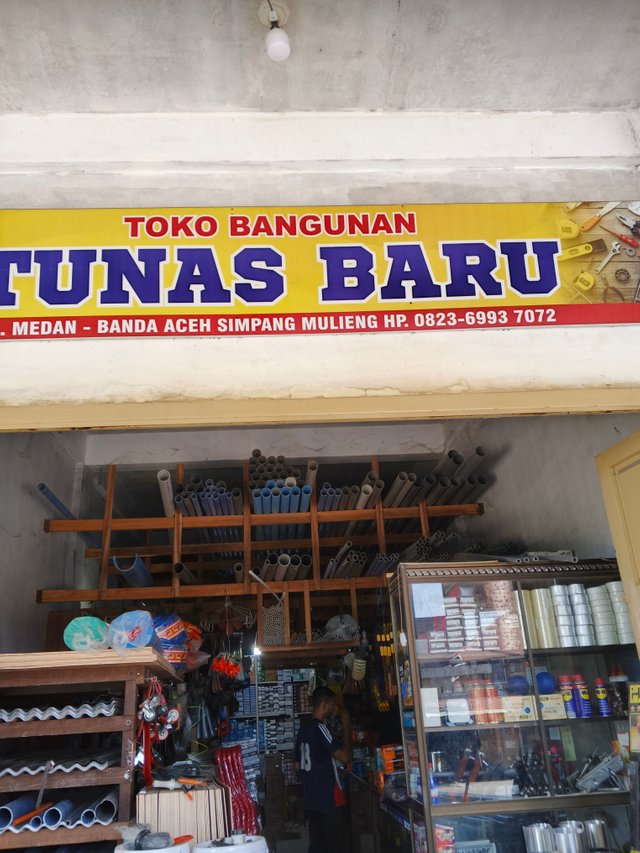 TOKO BANGUNAN
TUNAS BARU
. MEDAN - BANDA ACEH SIMPANG MULIENG HP. 0823-6993 7072